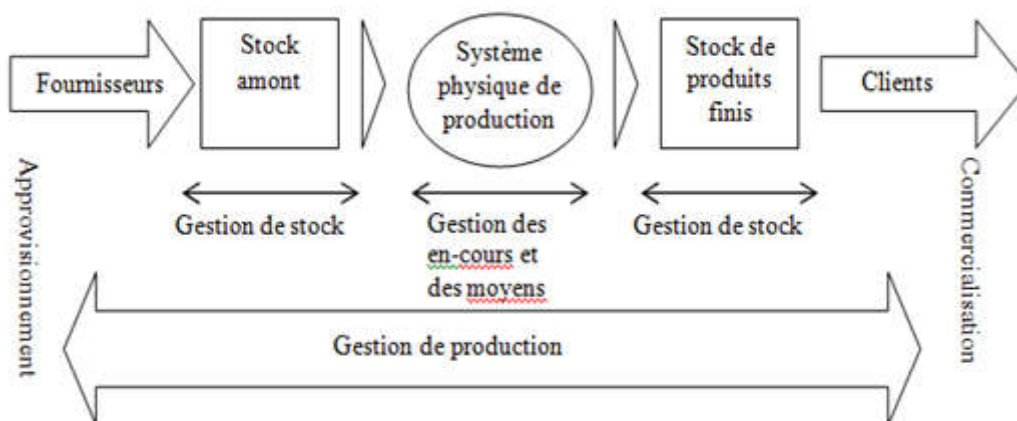 Fournisseurs
Stock
amont
Système
physique de
production
Stock de
produits
finis
Clients
Approvisionnement
Gestion de stock
Gestion des
en-cours et
des moyens
Gestion de stock
Commercialisation
Gestion de production